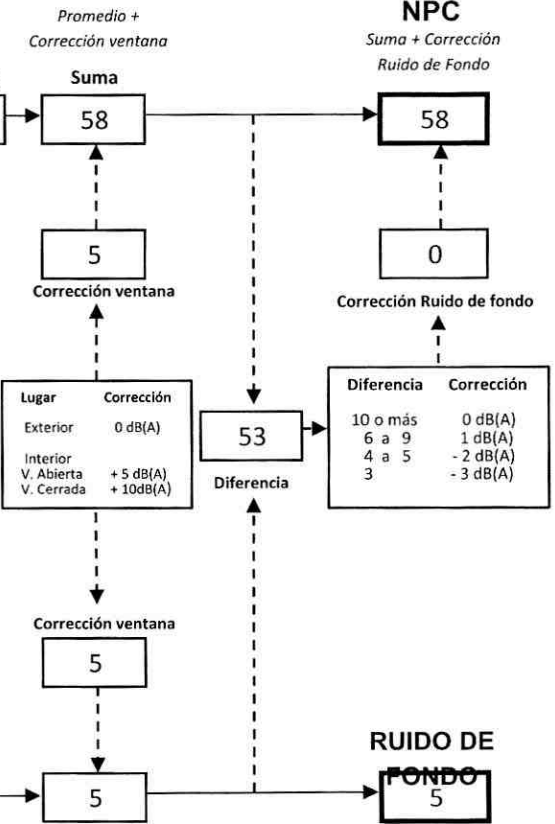 Promedio +
Corrección ventana
Suma
58
NPC
Suma + Corrección
Ruido de Fondo
58
5
Corrección ventana
0
Corrección Ruido de fondo
Lugar Corrección
Exterior 0 dB(A)
Interior
V. Abierta + 5 dB(A)
V. Cerrada + 10dB(A)
53
Diferencia
Diferencia Corrección
10 o más 0 dB(A)
6 a 9 1 dB(A)
4 a 5 - 2 dB(A)
3 - 3 dB(A)
Corrección ventana
5
5
RUIDO DE
FONDO
5